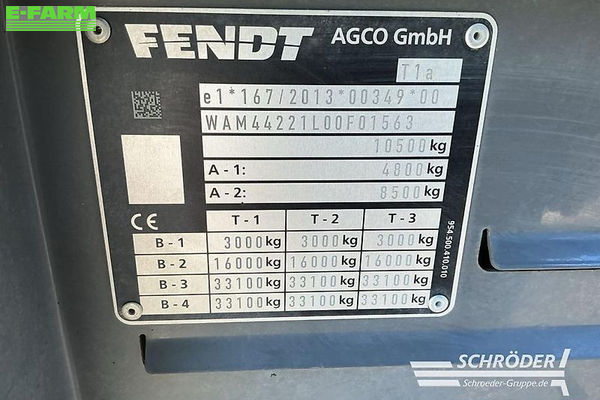 E-FARM
FENDT AGCO GmbH
T1a
e1*167/2013*00349*00
WAM44221L00F01563
10500 kg
A - 1: 4800 kg
A - 2: 8500 kg
CE T - 1 T - 2 T - 3
B - 1 3000 kg 3000 kg 3000 kg
B - 2 16000 kg 16000 kg 16000 kg
B - 3 33100 kg 33100 kg 33100 kg
B - 4 33100 kg 33100 kg 33100 kg
954.500.410.010
SCHRÖDER
Schroeder-Gruppe.de